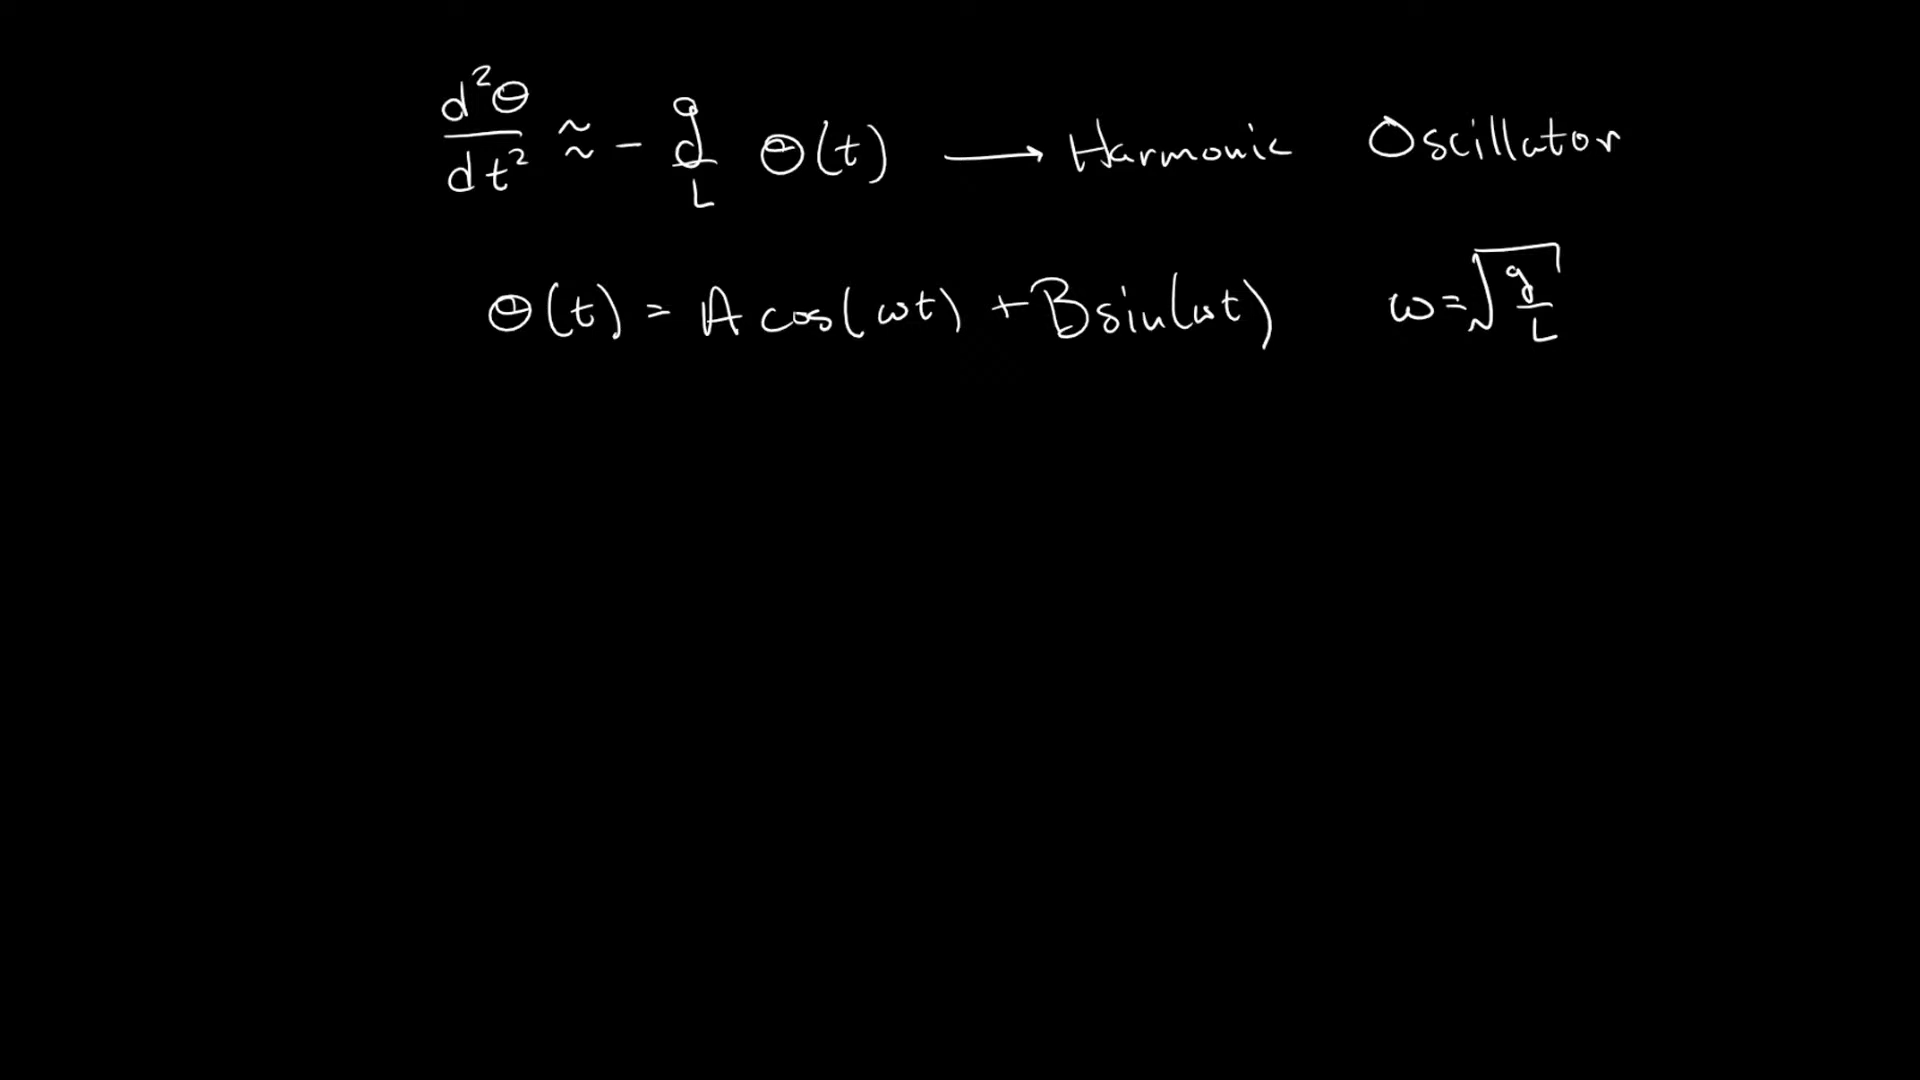 d²θ/dt² ≈ - g/L θ(t) → Harmonic Oscillator
θ(t) = A cos(ωt) + B sin(ωt) ω = √(g/L)